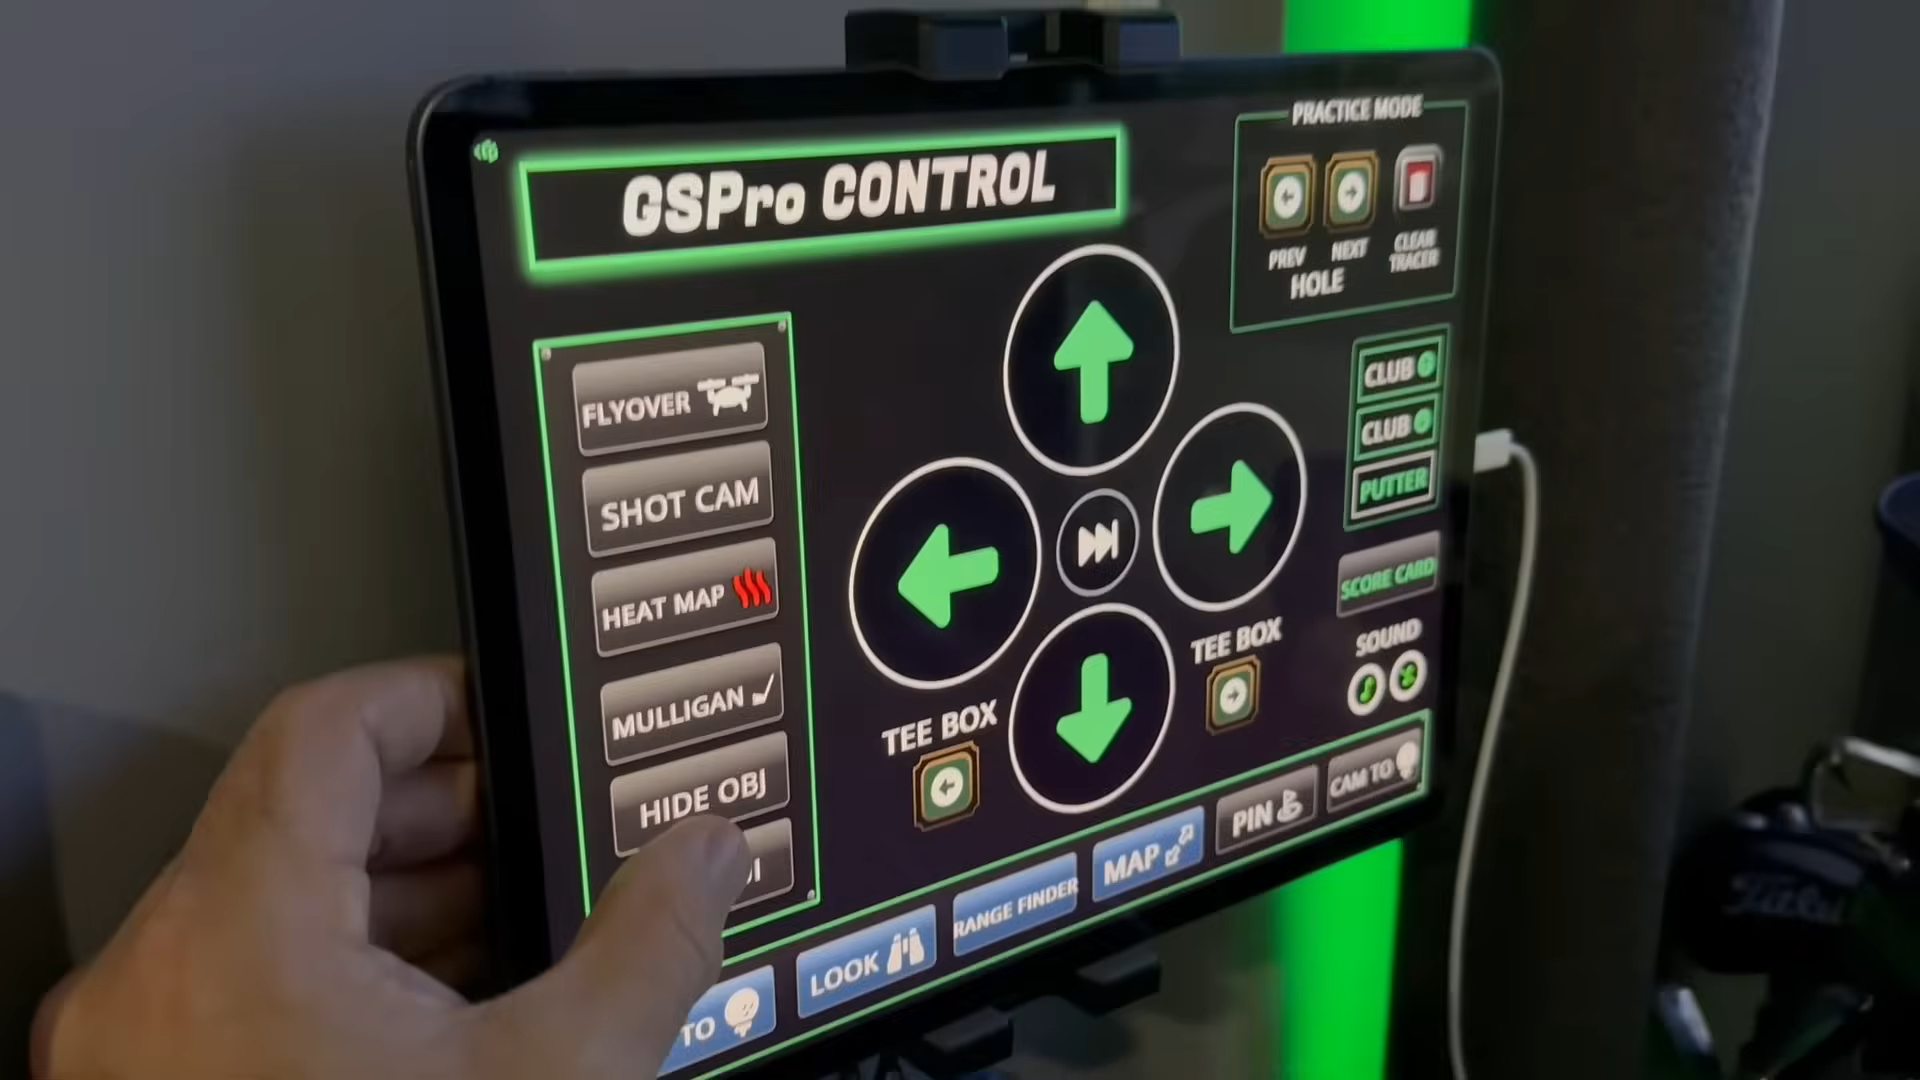 GSPro CONTROL
PRACTICE MODE
PREV
NEXT
HOLE
CLEAR
TRACER
FLYOVER
SHOT CAM
HEAT MAP
MULLIGAN
HIDE OBJ
CLUB
CLUB
PUTTER
SCORE CARD
SOUND
TEE BOX
TEE BOX
TO
LOOK
RANGE FINDER
MAP
PIN
CAM TO